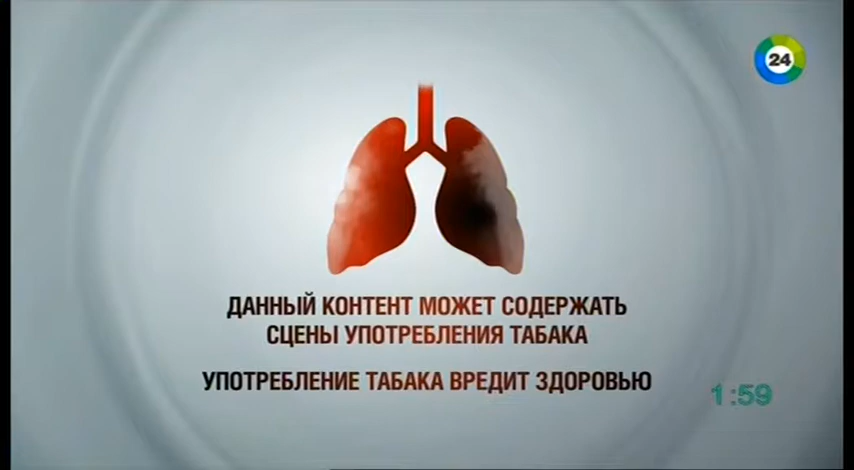 24
ДАННЫЙ КОНТЕНТ МОЖЕТ СОДЕРЖАТЬ
СЦЕНЫ УПОТРЕБЛЕНИЯ ТАБАКА
УПОТРЕБЛЕНИЕ ТАБАКА ВРЕДИТ ЗДОРОВЬЮ
1:59